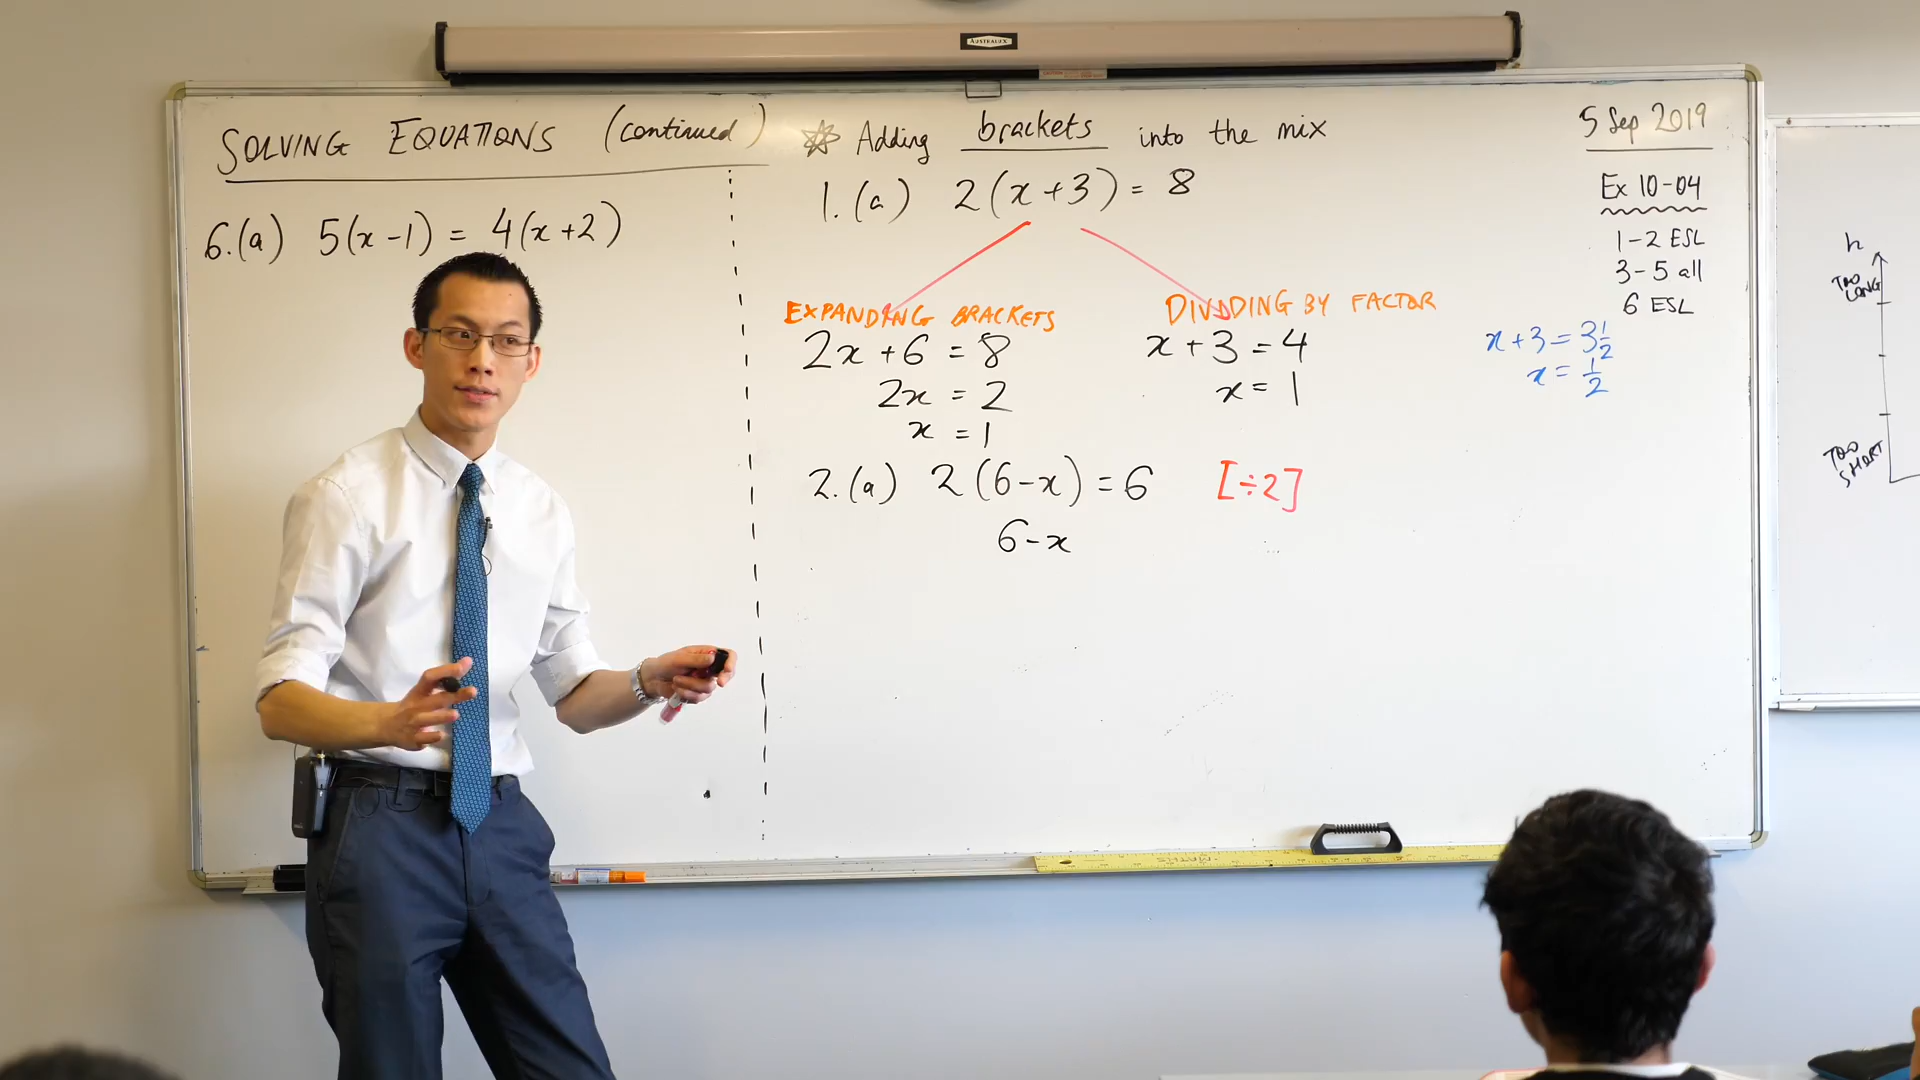 AUSTRALUX
SOLVING EQUATIONS (continued)
6.(a) 5(x-1) = 4(x+2)
Adding brackets into the mix
1.(a) 2(x+3) = 8
EXPANDING BRACKETS
2x+6 = 8
2x = 2
x = 1
DIVIDING BY FACTOR
x+3 = 4
x = 1
x+3 = 3 1/2
x = 1/2
2.(a) 2(6-x) = 6 [÷2]
6-x
5 Sep 2019
Ex 10-04
1-2 ESL
3-5 all
6 ESL
h
TOO LONG
TOO SHORT